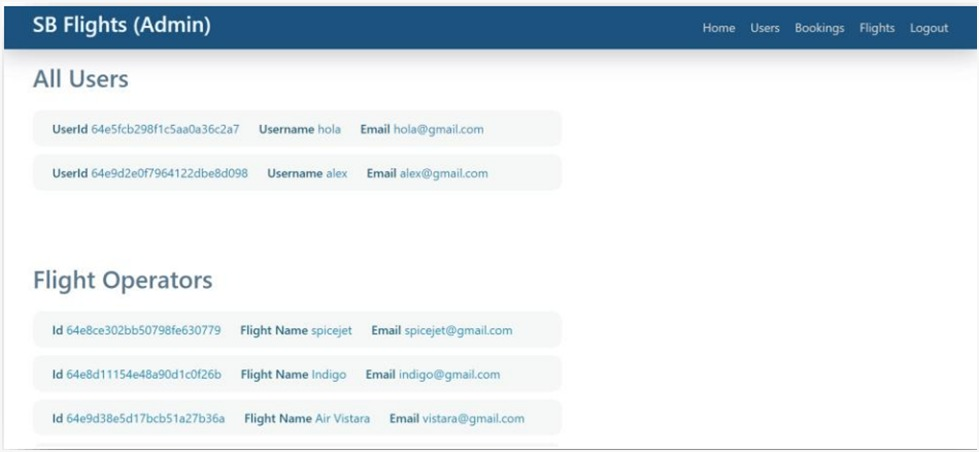 SB Flights (Admin)
Home Users Bookings Flights Logout
All Users
UserId 64e5fcb298f1c5aa0a36c2a7 Username hola Email hola@gmail.com
UserId 64e9d2e0f7964122dbe8d098 Username alex Email alex@gmail.com
Flight Operators
Id 64e8ce302bb50798fe630779 Flight Name spicejet Email spicejet@gmail.com
Id 64e8d11154e48a90d1c0f26b Flight Name Indigo Email indigo@gmail.com
Id 64e9d38e5d17bcb51a27b36a Flight Name Air Vistara Email vistara@gmail.com